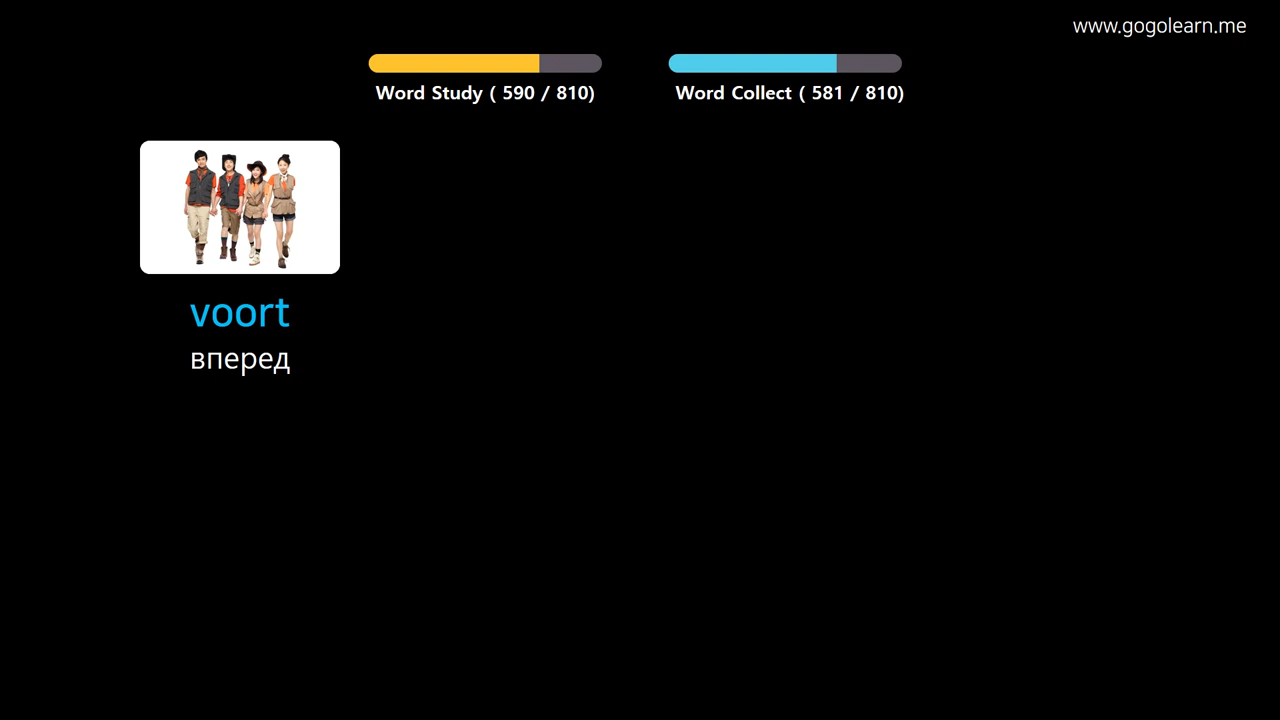 www.gogolearn.me
Word Study ( 590 / 810)
Word Collect ( 581 / 810)
voort
вперед